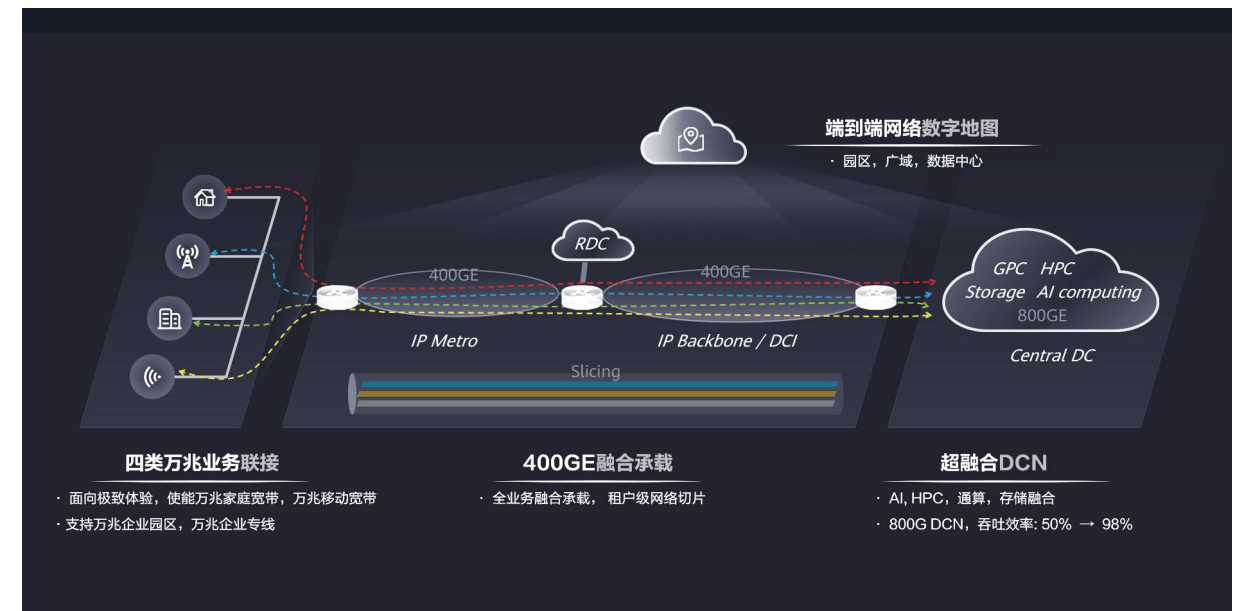 端到端网络数字地图
· 园区，广域，数据中心
RDC
400GE
400GE
GPC HPC
Storage AI computing
800GE
IP Metro
IP Backbone / DCI
Central DC
Slicing
四类万兆业务联接
· 面向极致体验，使能万兆家庭宽带，万兆移动宽带
· 支持万兆企业园区，万兆企业专线
400GE融合承载
· 全业务融合承载， 租户级网络切片
超融合DCN
· AI, HPC，通算，存储融合
· 800G DCN，吞吐效率: 50% → 98%